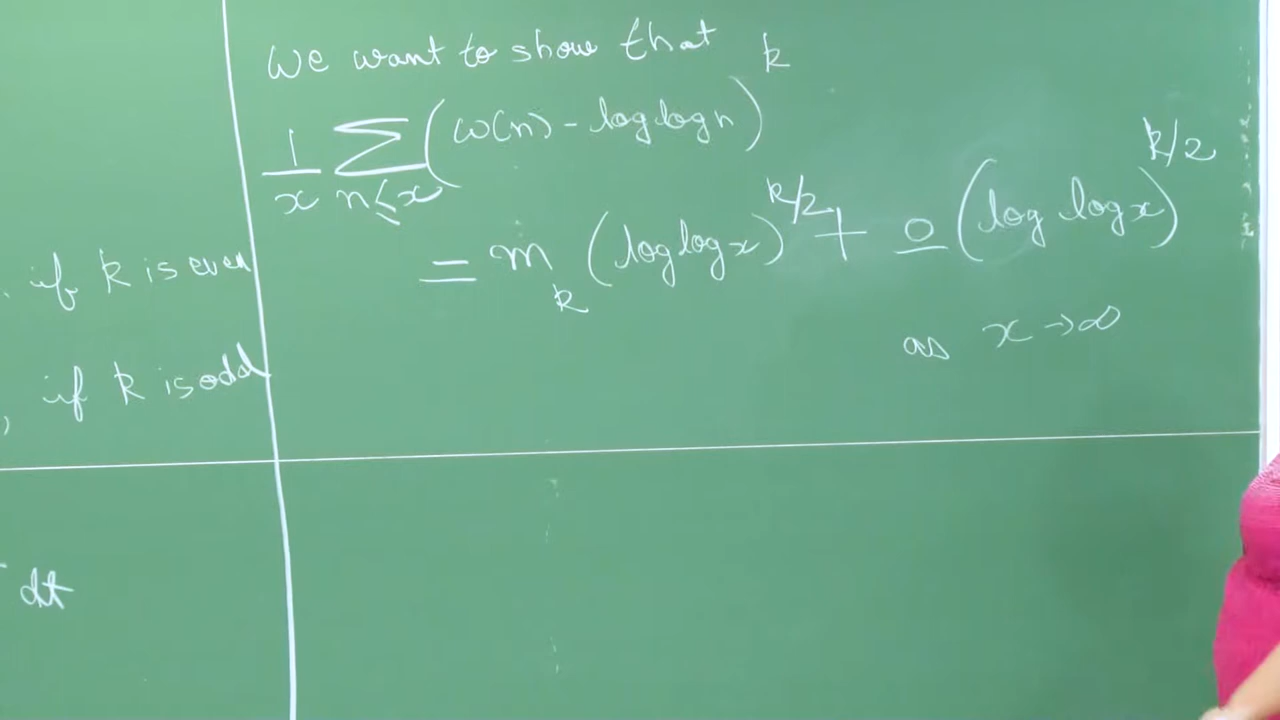 if k is even
, if k is odd
dt
We want to show that
1/x ∑_{n≤x} (ω(n) - log log n)^k
= m_k (log log x)^{k/2} + o (log log x)^{k/2}
as x → ∞